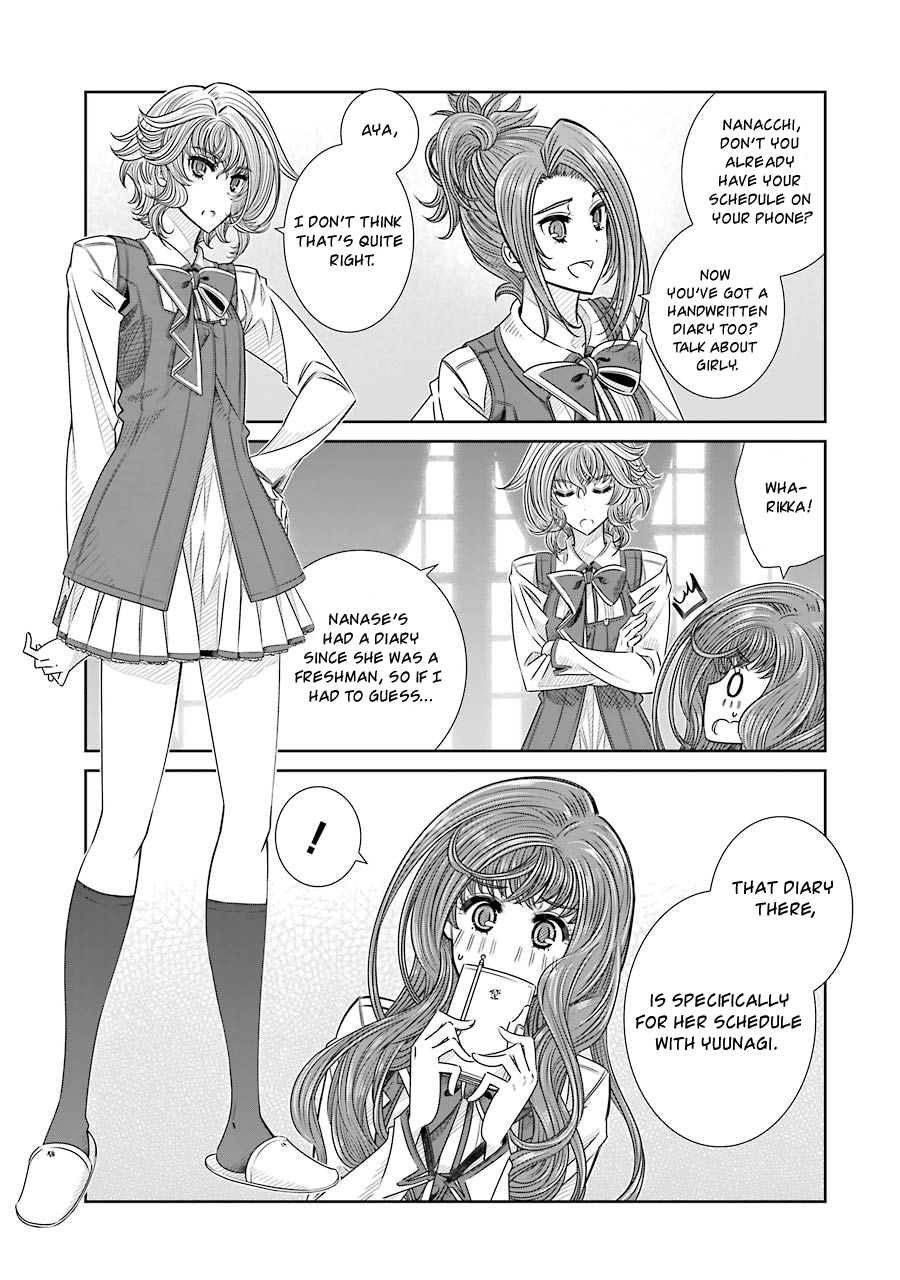 NANACCHI,
DON'T YOU
ALREADY
HAVE YOUR
SCHEDULE ON
YOUR PHONE?
NOW
YOU'VE GOT A
HANDWRITTEN
DIARY TOO?
TALK ABOUT
GIRLY.
AYA,
I DON'T THINK
THAT'S QUITE
RIGHT.
WHA-
RIKKA!
NANASE'S
HAD A DIARY
SINCE SHE WAS A
FRESHMAN, SO IF I
HAD TO GUESS...
THAT DIARY
THERE,
IS SPECIFICALLY
FOR HER SCHEDULE
WITH YUUNAGI.
!